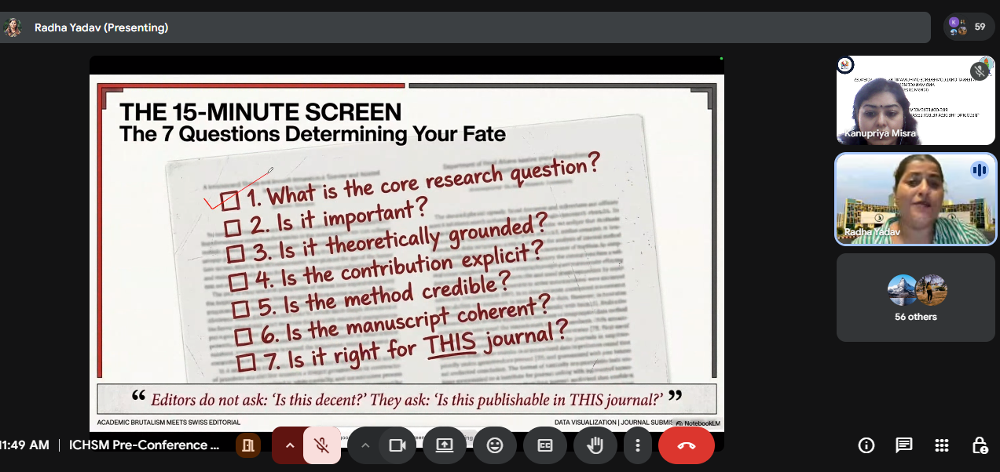 Radha Yadav (Presenting)
59
THE 15-MINUTE SCREEN
The 7 Questions Determining Your Fate
1. What is the core research question?
2. Is it important?
3. Is it theoretically grounded?
4. Is the contribution explicit?
5. Is the method credible?
6. Is the manuscript coherent?
7. Is it right for THIS journal?
“ Editors do not ask: ‘Is this decent?’ They ask: ‘Is this publishable in THIS journal?’ ”
ACADEMIC BRUTALISM MEETS SWISS EDITORIAL
DATA VISUALIZATION | JOURNAL SUBMIS
NotebookLM
Kanupriya Misra
Radha Yadav
56 others
11:49 AM
ICHSM Pre-Conference ...
CC